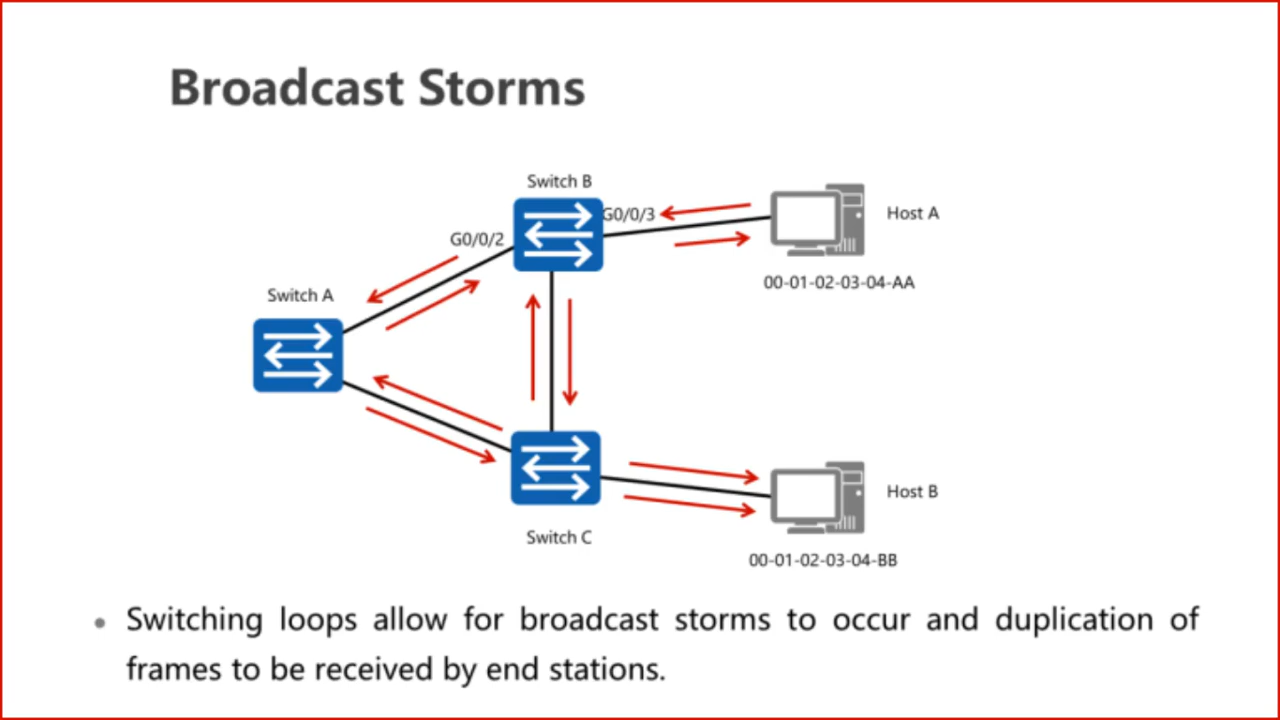 Broadcast Storms
Switch B
G0/0/3
Host A
G0/0/2
00-01-02-03-04-AA
Switch A
Host B
Switch C
00-01-02-03-04-BB
• Switching loops allow for broadcast storms to occur and duplication of
frames to be received by end stations.